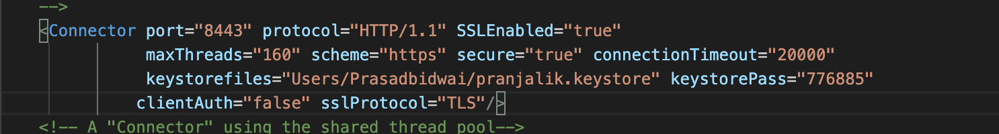 -->
<Connector port="8443" protocol="HTTP/1.1" SSLEnabled="true"
maxThreads="160" scheme="https" secure="true" connectionTimeout="20000"
keystorefiles="Users/Prasadbidwai/pranjalik.keystore" keystorePass="776885"
clientAuth="false" sslProtocol="TLS"/>
<!-- A "Connector" using the shared thread pool-->